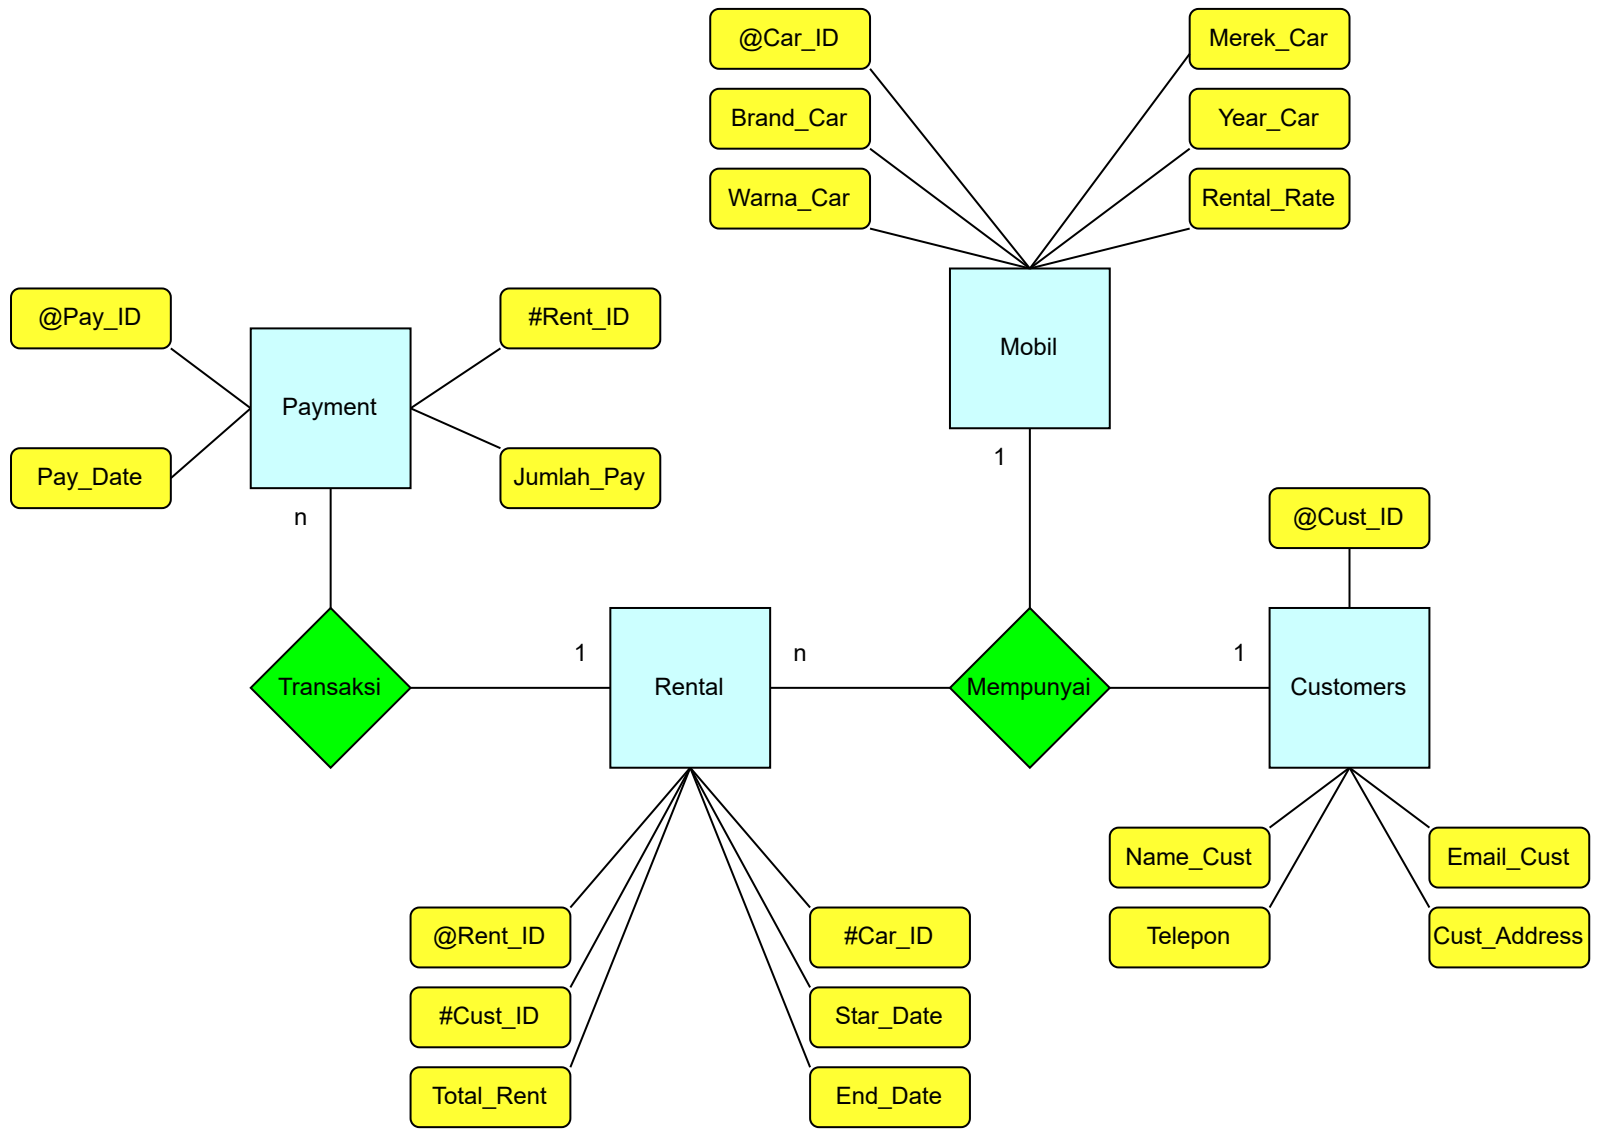 @Car_ID
Merek_Car
Brand_Car
Year_Car
Warna_Car
Rental_Rate
@Pay_ID
#Rent_ID
Payment
Mobil
Pay_Date
Jumlah_Pay
1
n
@Cust_ID
1
n
1
Transaksi
Rental
Mempunyai
Customers
Name_Cust
Email_Cust
@Rent_ID
#Car_ID
Telepon
Cust_Address
#Cust_ID
Star_Date
Total_Rent
End_Date